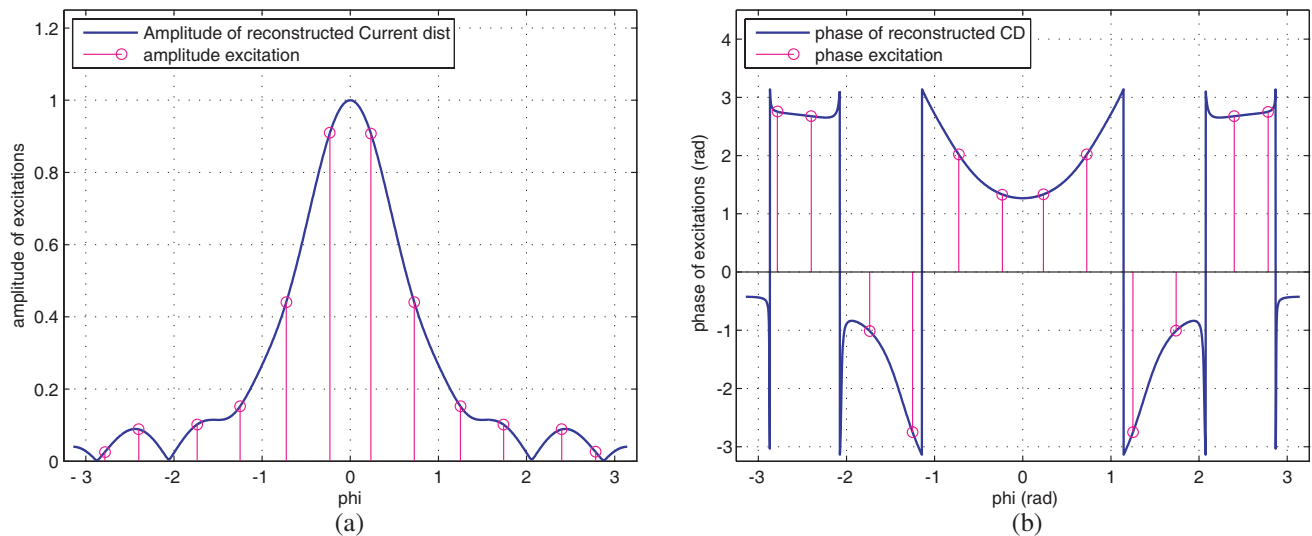 Amplitude of reconstructed Current dist
amplitude excitation
1.2
1
0.8
0.6
0.4
0.2
0
amplitude of excitations
- 3
-2
-1
0
1
2
3
phi
(a)
phase of reconstructed CD
phase excitation
4
3
2
1
0
-1
-2
-3
phase of excitations (rad)
-3
-2
-1
0
1
2
3
phi (rad)
(b)